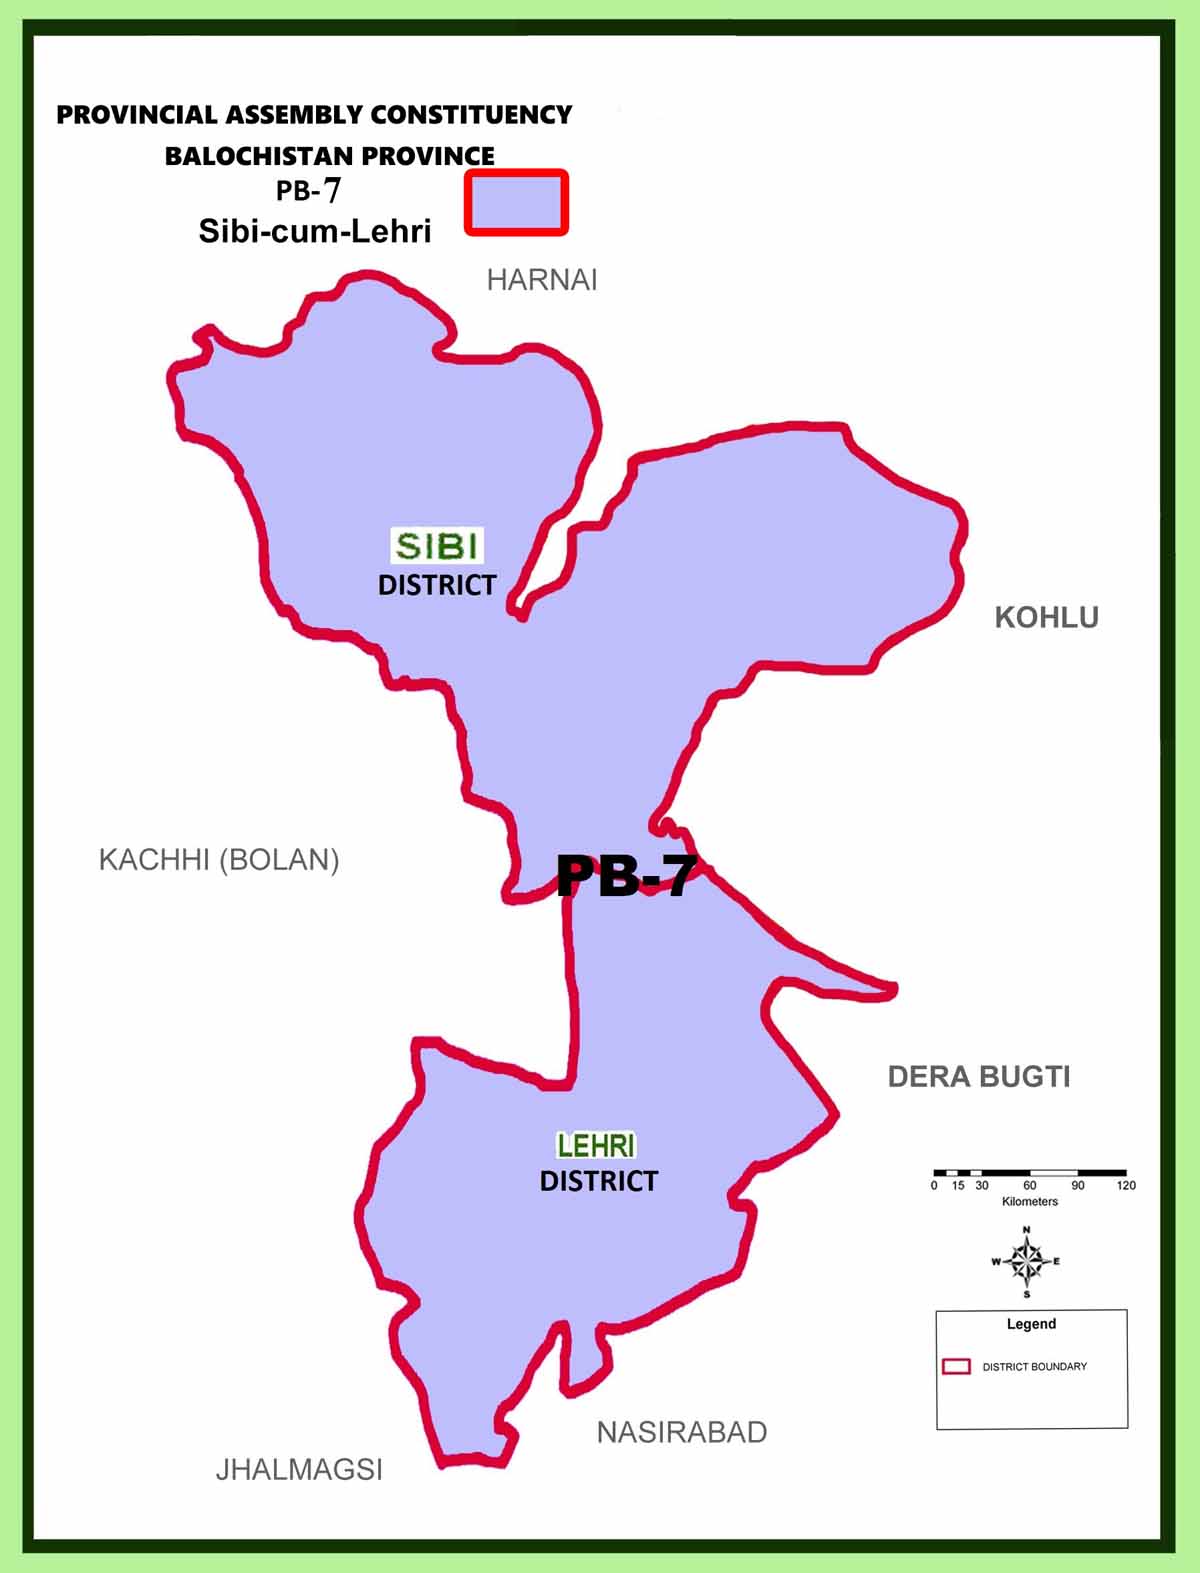 PROVINCIAL ASSEMBLY CONSTITUENCY
BALOCHISTAN PROVINCE
PB-7
Sibi-cum-Lehri
HARNAI
SIBI
DISTRICT
KOHLU
KACHHI (BOLAN)
PB-7
DERA BUGTI
LEHRI
DISTRICT
0 15 30 60 90 120
Kilometers
N
W E
S
Legend
DISTRICT BOUNDARY
NASIRABAD
JHALMAGSI